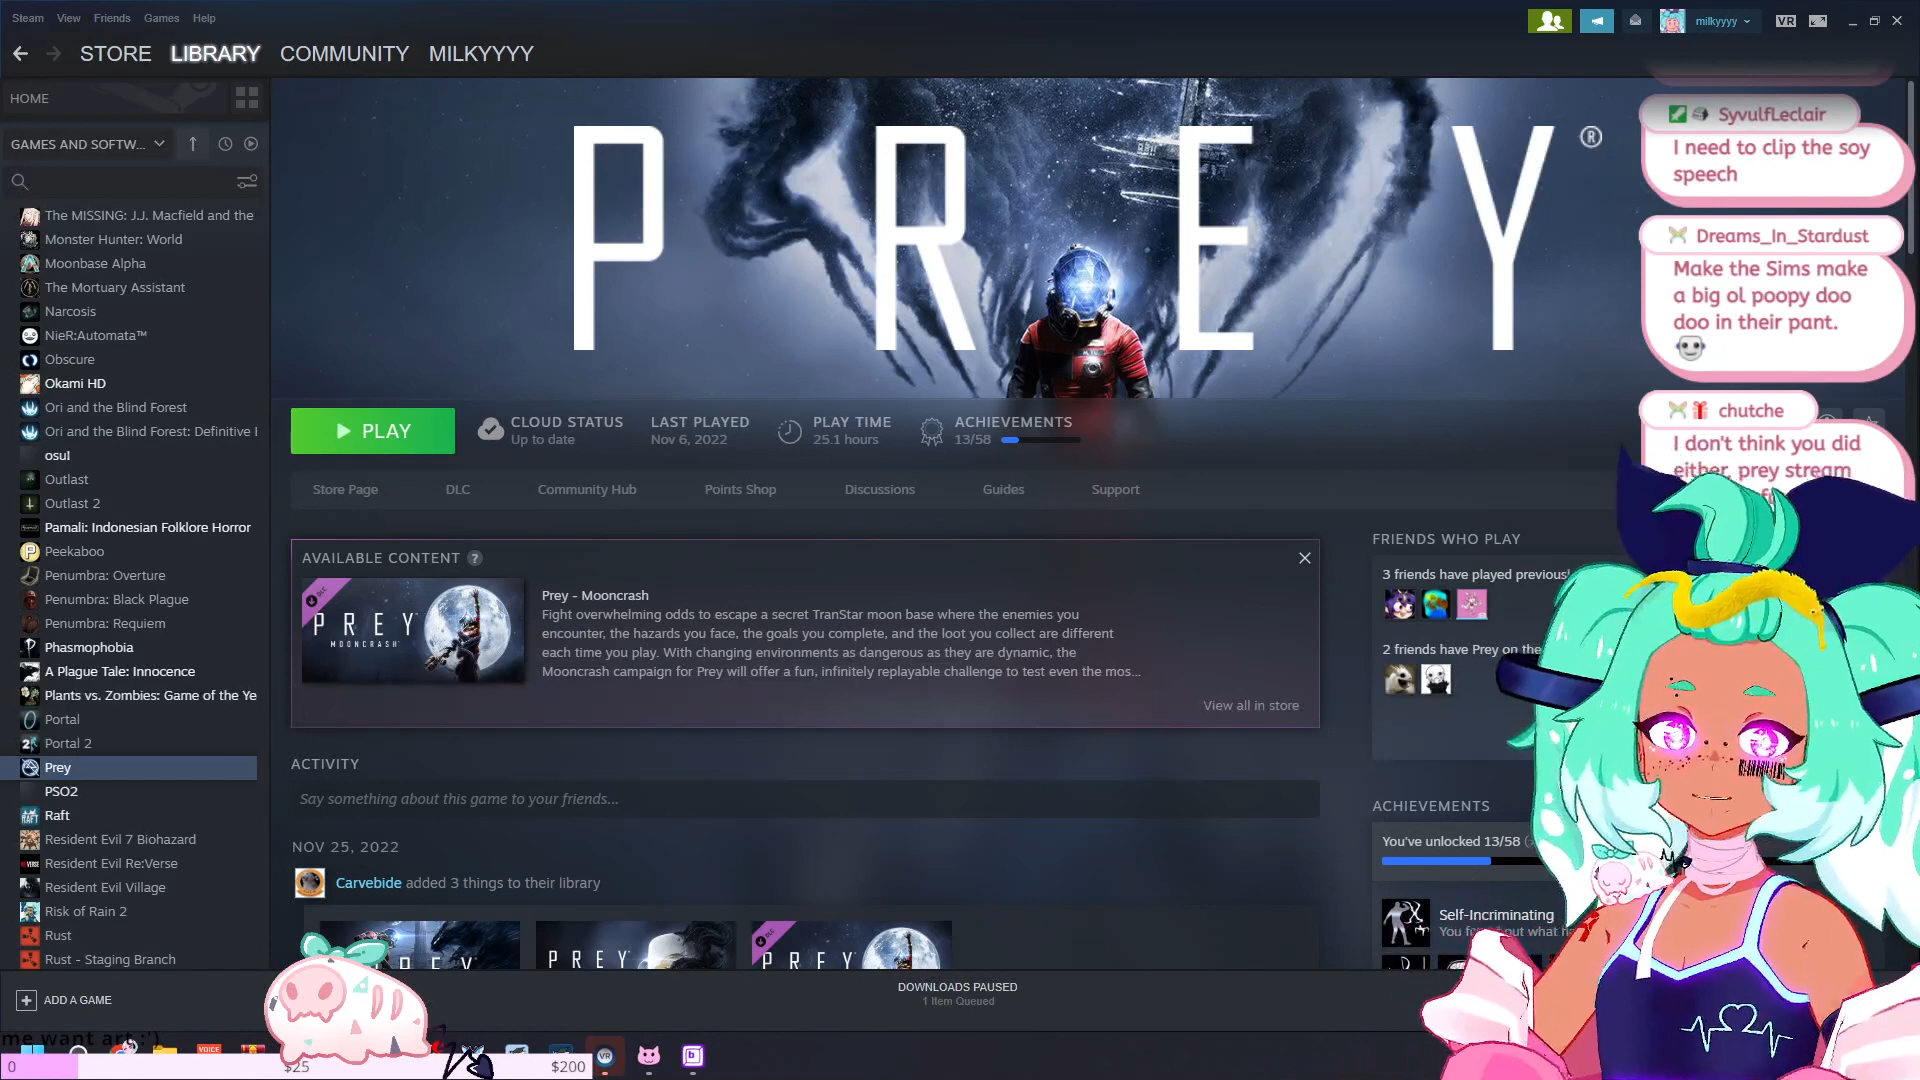 Steam View Friends Games Help
milkyyyy
VR
STORE LIBRARY COMMUNITY MILKYYYY
HOME
GAMES AND SOFTW...
The MISSING: J.J. Macfield and the
Monster Hunter: World
Moonbase Alpha
The Mortuary Assistant
Narcosis
NieR:Automata™
Obscure
Okami HD
Ori and the Blind Forest
Ori and the Blind Forest: Definitive
osu!
Outlast
Outlast 2
Pamali: Indonesian Folklore Horror
Peekaboo
Penumbra: Overture
Penumbra: Black Plague
Penumbra: Requiem
Phasmophobia
A Plague Tale: Innocence
Plants vs. Zombies: Game of the Ye
Portal
Portal 2
Prey
PSO2
Raft
Resident Evil 7 Biohazard
Resident Evil Re:Verse
Resident Evil Village
Risk of Rain 2
Rust
Rust - Staging Branch
ADD A GAME
PREY®
PLAY
CLOUD STATUS
Up to date
LAST PLAYED
Nov 6, 2022
PLAY TIME
25.1 hours
ACHIEVEMENTS
13/58
Store Page DLC Community Hub Points Shop Discussions Guides Support
AVAILABLE CONTENT ?
DLC
PREY
MOONCRASH
Prey - Mooncrash
Fight overwhelming odds to escape a secret TranStar moon base where the enemies you
encounter, the hazards you face, the goals you complete, and the loot you collect are different
each time you play. With changing environments as dangerous as they are dynamic, the
Mooncrash campaign for Prey will offer a fun, infinitely replayable challenge to test even the mos...
View all in store
ACTIVITY
Say something about this game to your friends...
NOV 25, 2022
Carvebide added 3 things to their library
PREY
PREY
DLC
PREY
FRIENDS WHO PLAY
3 friends have played previously
2 friends have Prey on the
ACHIEVEMENTS
You've unlocked 13/58
Self-Incriminating
put what
SyvulfLeclair
I need to clip the soy
speech
Dreams_In_Stardust
Make the Sims make
a big ol poopy doo
doo in their pant.
chutche
I don't think you did
either, prey stream
DOWNLOADS PAUSED
1 Item Queued
me want art :')
VOICE
VR
0 $25 $200